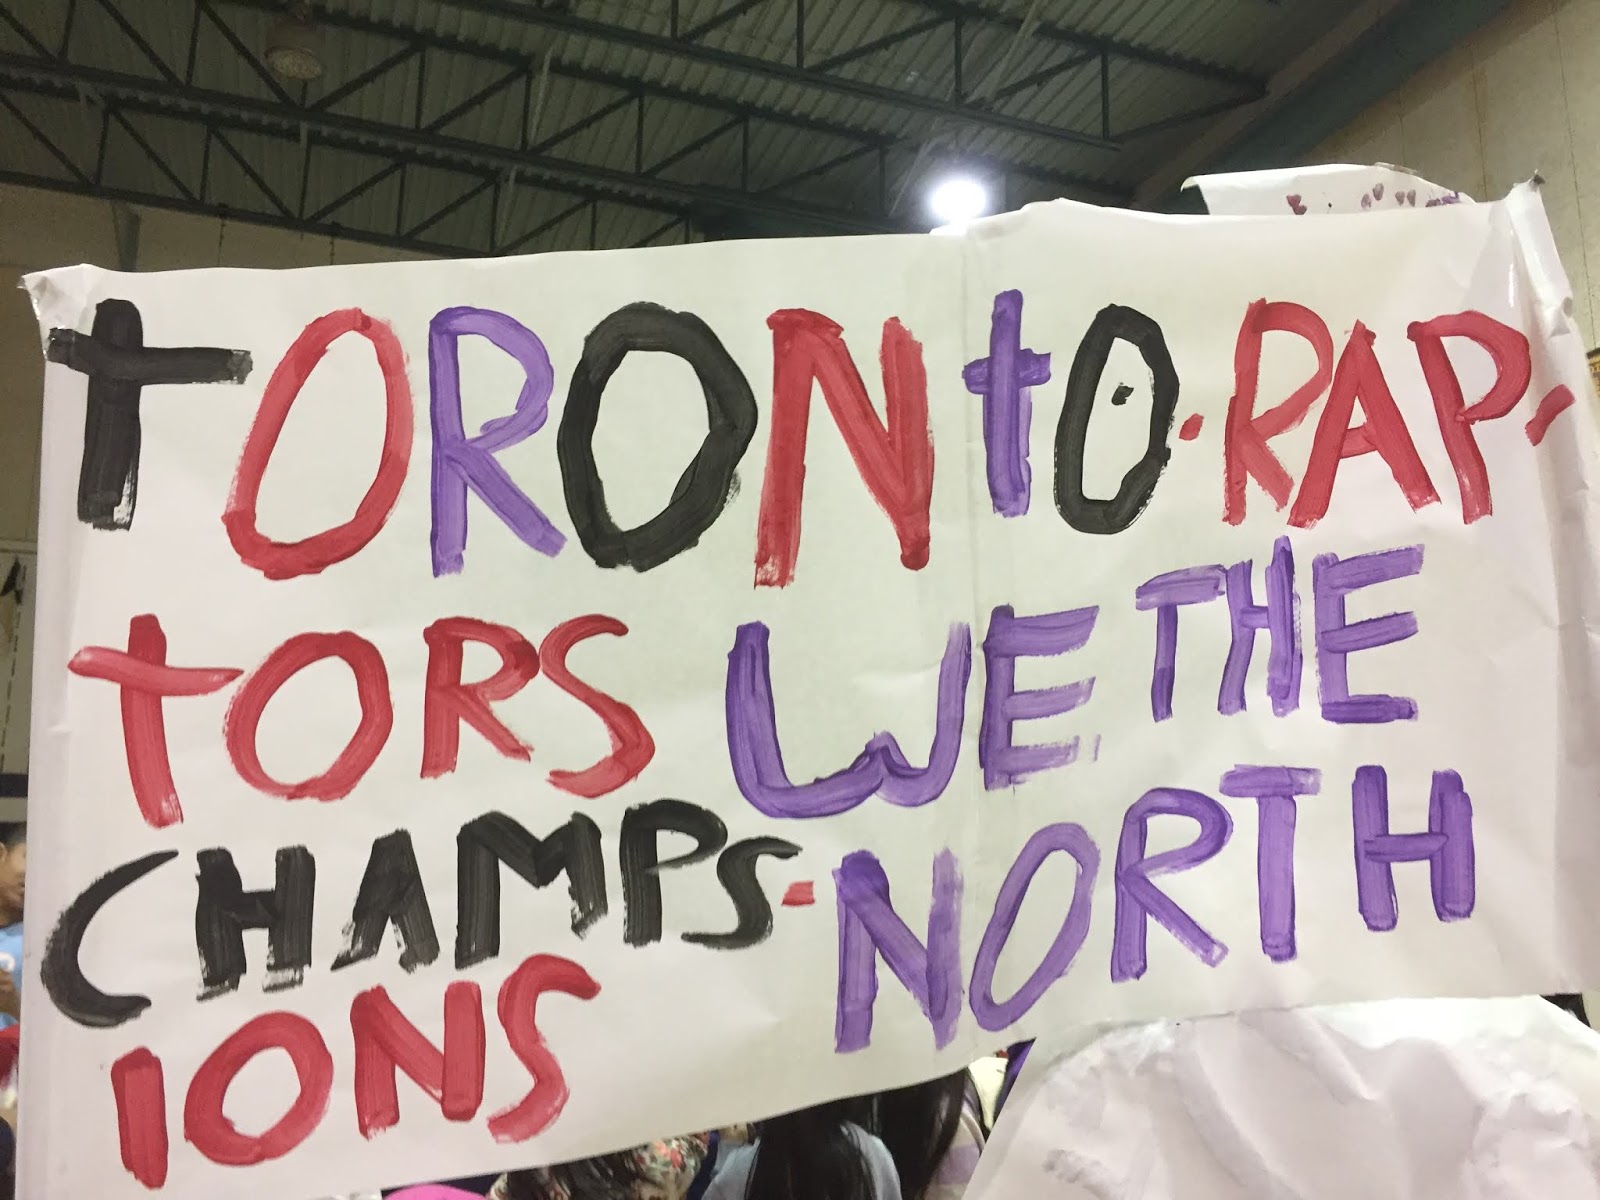 TORONTO-RAP-
TORS WE THE
CHAMPS- NORTH
IONS